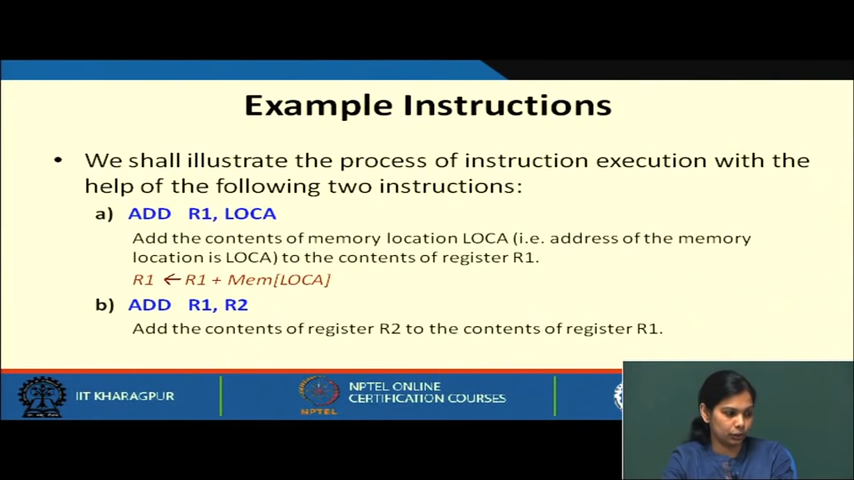 Example Instructions
• We shall illustrate the process of instruction execution with the
help of the following two instructions:
a) ADD R1, LOCA
Add the contents of memory location LOCA (i.e. address of the memory
location is LOCA) to the contents of register R1.
R1 ← R1 + Mem[LOCA]
b) ADD R1, R2
Add the contents of register R2 to the contents of register R1.
IIT KHARAGPUR
NPTEL ONLINE
CERTIFICATION COURSES
NPTEL